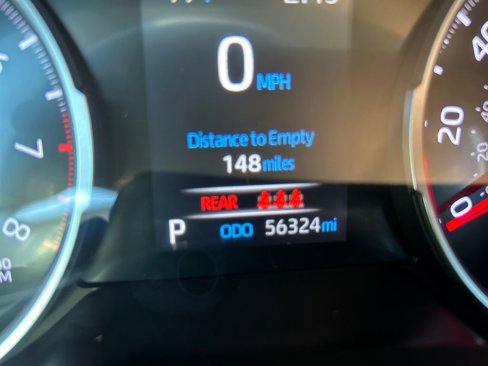 0 MPH
Distance to Empty
148 miles
REAR
P ODO 56324 mi
7
8
40
20
0